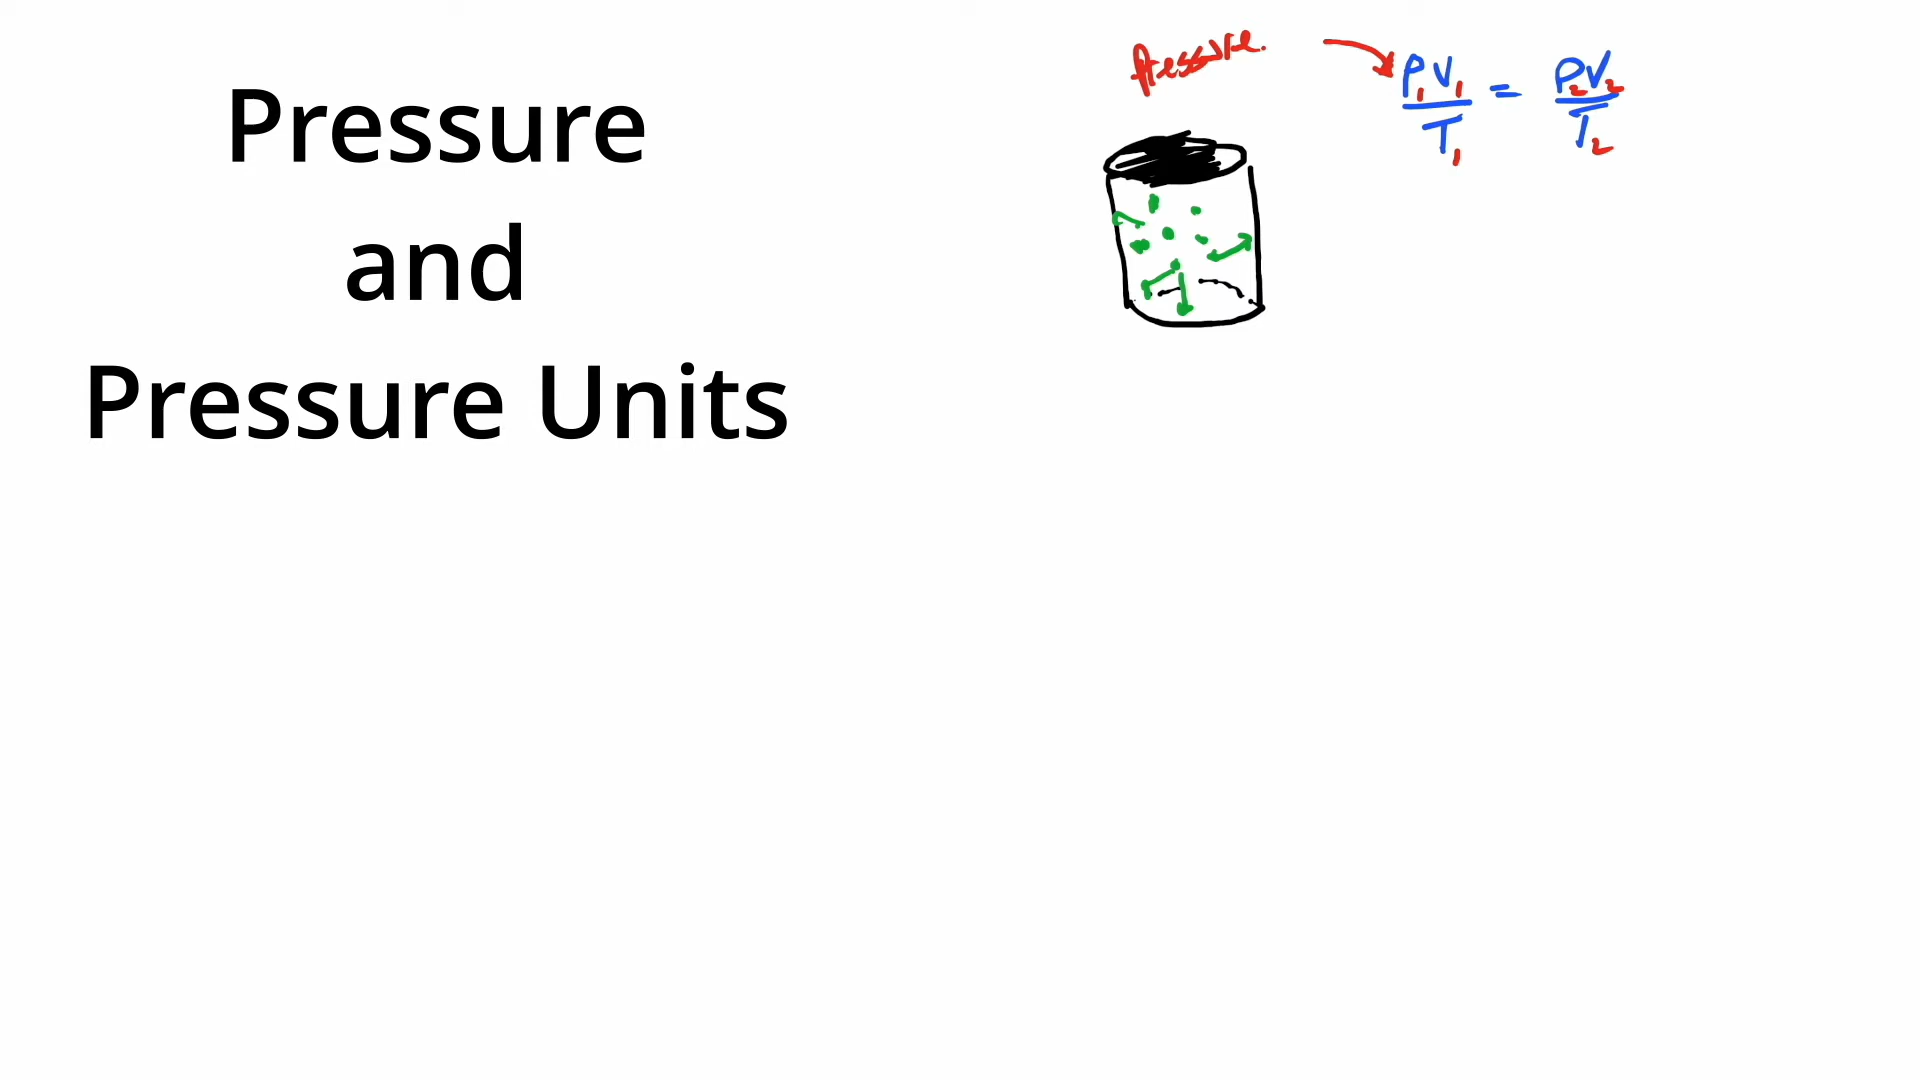 Pressure
and
Pressure Units
Pressure.
P₁V₁/T₁ = P₂V₂/T₂